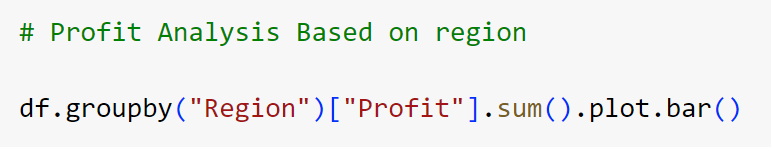 # Profit Analysis Based on region
df.groupby("Region")["Profit"].sum().plot.bar()